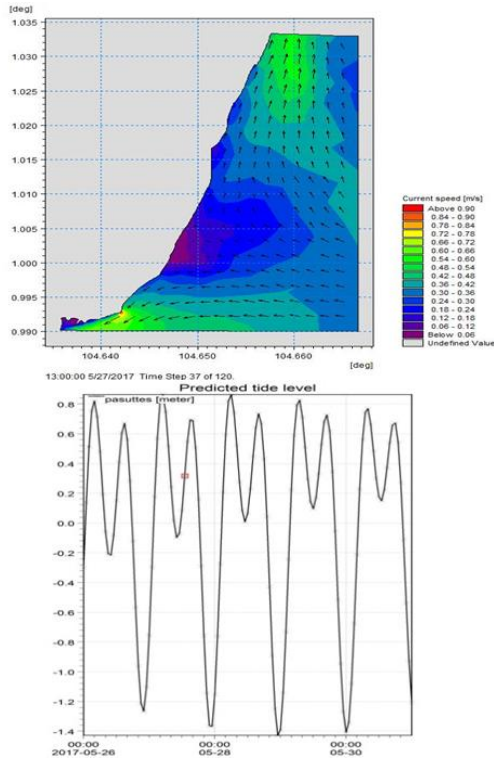 [deg]
1.035
1.030
1.025
1.020
1.015
1.010
1.005
1.000
0.995
0.990
104.640
104.650
104.660
[deg]
Current speed [m/s]
Above 0.90
0.84 - 0.90
0.78 - 0.84
0.72 - 0.78
0.66 - 0.72
0.60 - 0.66
0.54 - 0.60
0.48 - 0.54
0.42 - 0.48
0.36 - 0.42
0.30 - 0.36
0.24 - 0.30
0.18 - 0.24
0.12 - 0.18
0.06 - 0.12
Below 0.06
Undefined Value
13:00:00 5/27/2017 Time Step 37 of 120.
Predicted tide level
pasuttes [meter]
0.8
0.6
0.4
0.2
0.0
-0.2
-0.4
-0.6
-0.8
-1.0
-1.2
-1.4
00:00
00:00
00:00
2017-05-26
05-28
05-30